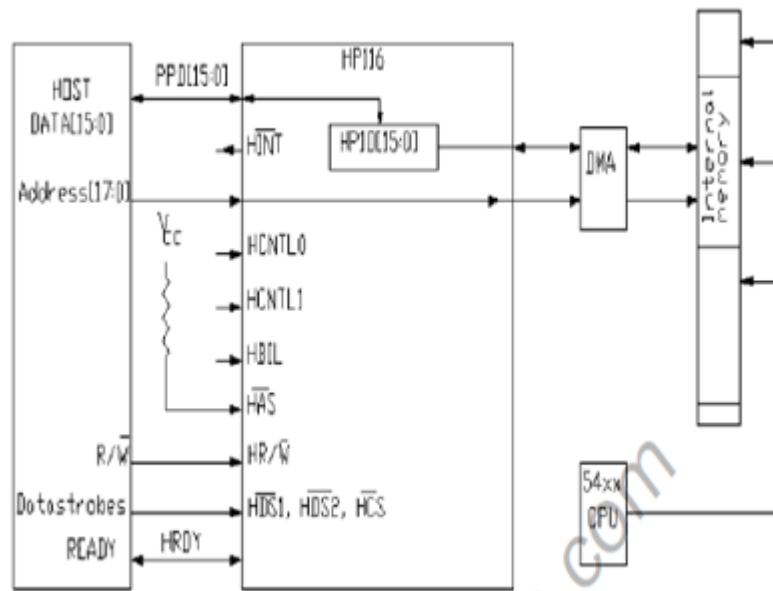 HOST
DATA[15:0]
PPD[15:0]
HPI16
HINT
HPID[15:0]
DMA
Internal
memory
Address[17:0]
Vcc
HCNTL0
HCNTL1
HBIL
HAS
R/W
HR/W
Datastrobes
HDS1, HDS2, HCS
READY
HRDY
54xx
CPU
com